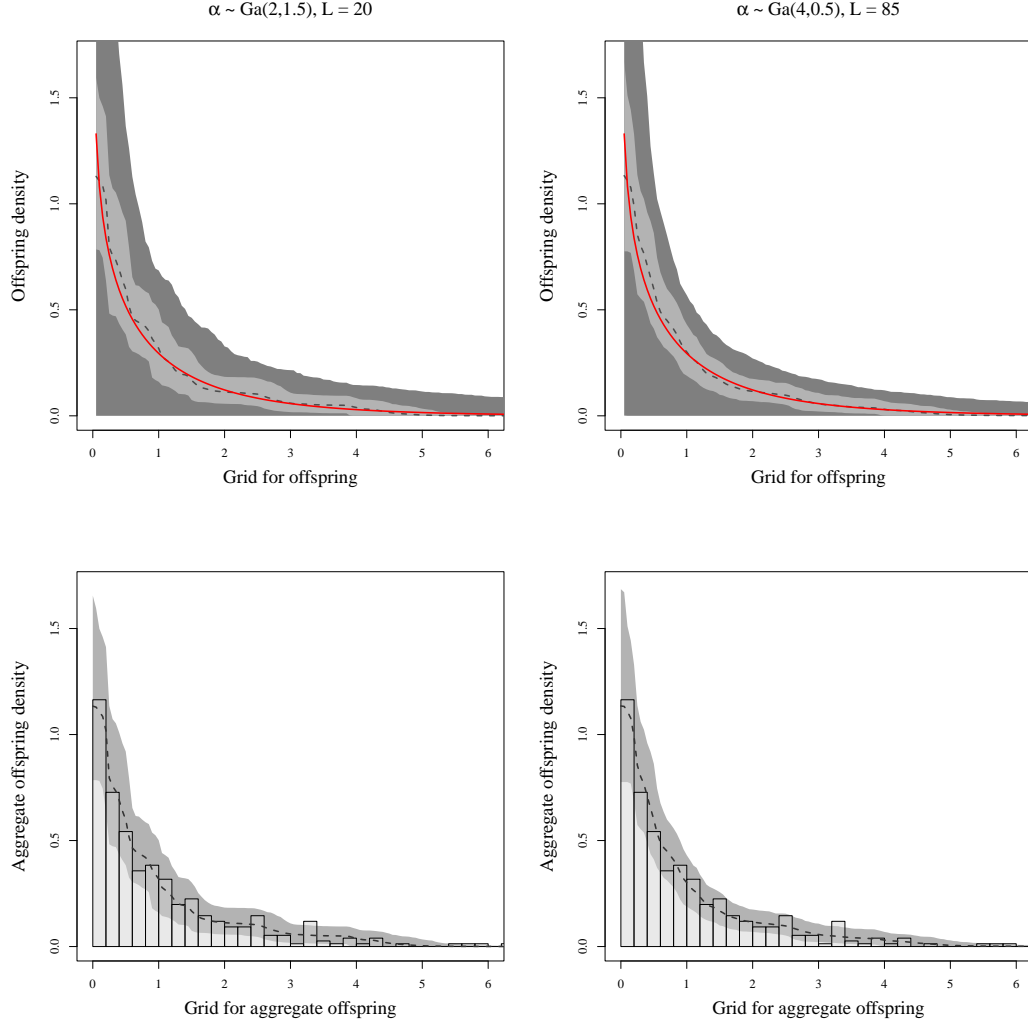 α ~ Ga(2,1.5), L = 20
α ~ Ga(4,0.5), L = 85
Offspring density
0.0 0.5 1.0 1.5
0 1 2 3 4 5 6
Grid for offspring
Offspring density
0.0 0.5 1.0 1.5
0 1 2 3 4 5 6
Grid for offspring
Aggregate offspring density
0.0 0.5 1.0 1.5
0 1 2 3 4 5 6
Grid for aggregate offspring
Aggregate offspring density
0.0 0.5 1.0 1.5
0 1 2 3 4 5 6
Grid for aggregate offspring